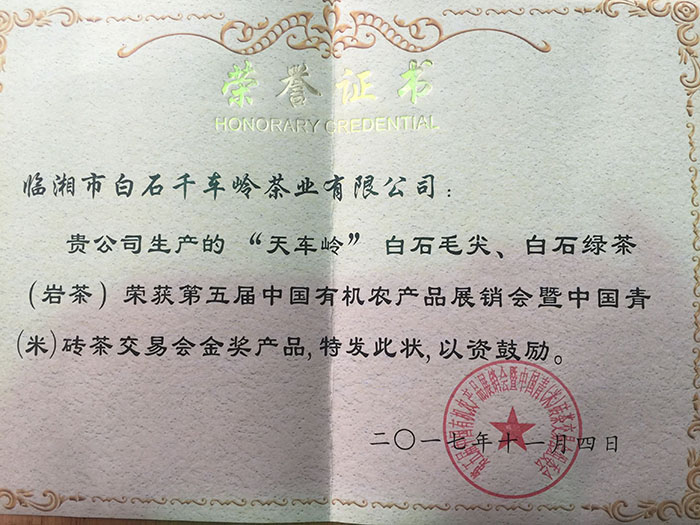 荣誉证书
HONORARY CREDENTIAL
临湘市白石千车岭茶业有限公司:
贵公司生产的“天车岭”白石毛尖、白石绿茶
(岩茶)荣获第五届中国有机农产品展销会暨中国青
(米)砖茶交易会金奖产品,特发此状,以资鼓励。
二〇一七年十一月四日